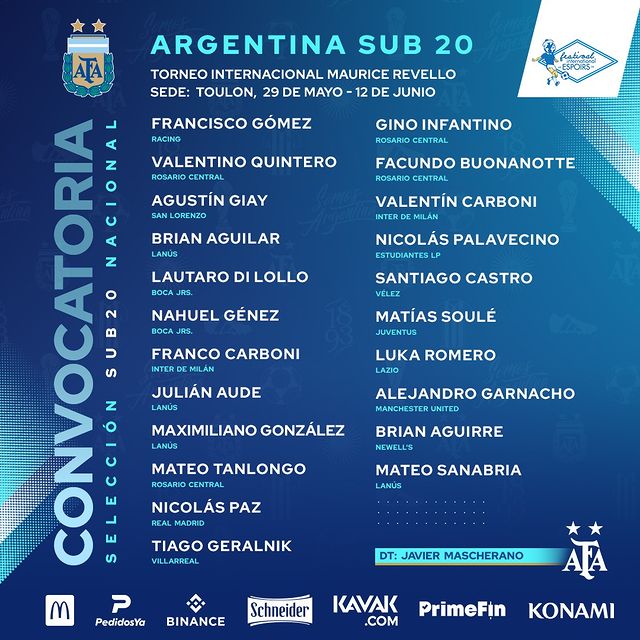 ARGENTINA SUB 20
TORNEO INTERNACIONAL MAURICE REVELLO
SEDE: TOULON, 29 DE MAYO - 12 DE JUNIO
AFA
festival
international
ESPOIRS
CONVOCATORIA
SELECCIÓN SUB20 NACIONAL
FRANCISCO GÓMEZ
RACING
VALENTINO QUINTERO
ROSARIO CENTRAL
AGUSTÍN GIAY
SAN LORENZO
BRIAN AGUILAR
LANÚS
LAUTARO DI LOLLO
BOCA JRS.
NAHUEL GÉNEZ
BOCA JRS.
FRANCO CARBONI
INTER DE MILÁN
JULIÁN AUDE
LANÚS
MAXIMILIANO GONZÁLEZ
LANÚS
MATEO TANLONGO
ROSARIO CENTRAL
NICOLÁS PAZ
REAL MADRID
TIAGO GERALNIK
VILLARREAL
GINO INFANTINO
ROSARIO CENTRAL
FACUNDO BUONANOTTE
ROSARIO CENTRAL
VALENTÍN CARBONI
INTER DE MILÁN
NICOLÁS PALAVECINO
ESTUDIANTES LP
SANTIAGO CASTRO
VÉLEZ
MATÍAS SOULÉ
JUVENTUS
LUKA ROMERO
LAZIO
ALEJANDRO GARNACHO
MANCHESTER UNITED
BRIAN AGUIRRE
NEWELL'S
MATEO SANABRIA
LANÚS
DT: JAVIER MASCHERANO
AFA
PedidosYa
BINANCE
Schneider
KAVAK
.COM
PrimeFin
KONAMI